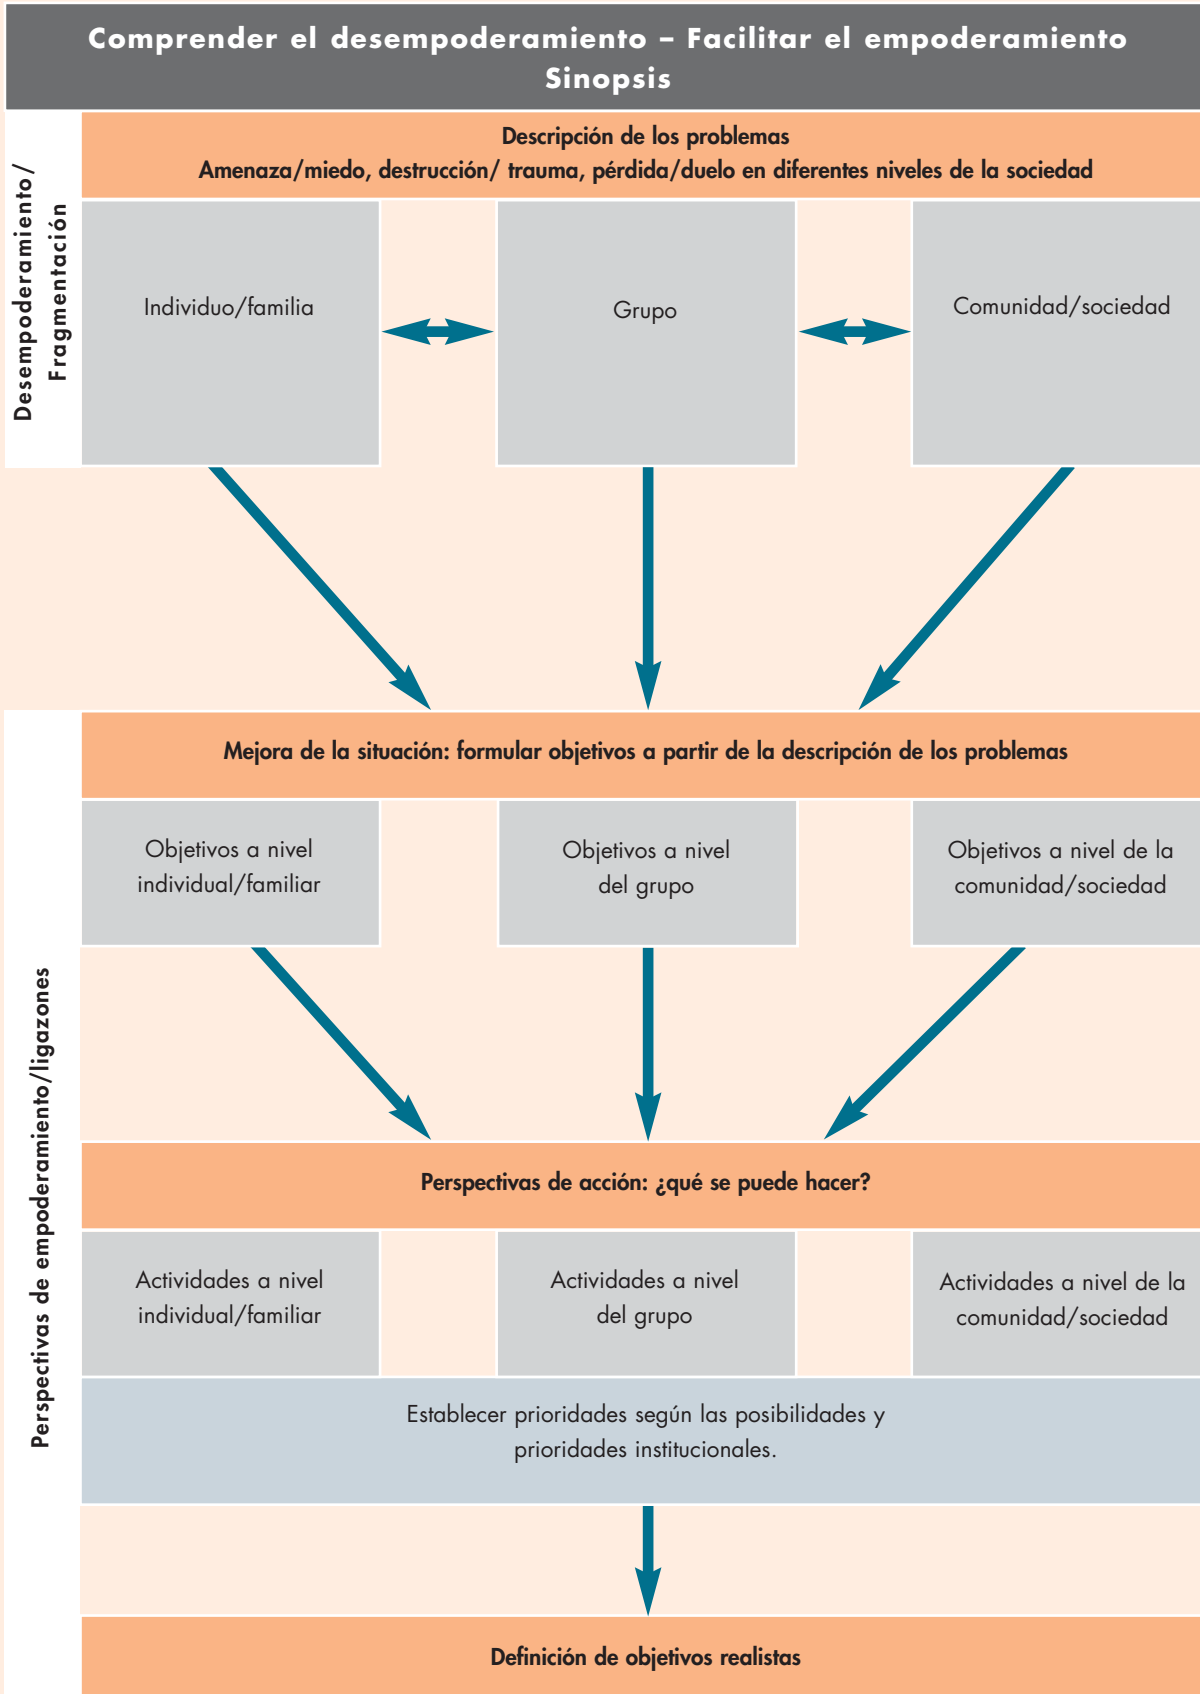 Comprender el desempoderamiento – Facilitar el empoderamiento
Sinopsis
Desempoderamiento/
Fragmentación
Descripción de los problemas
Amenaza/miedo, destrucción/ trauma, pérdida/duelo en diferentes niveles de la sociedad
Individuo/familia
Grupo
Comunidad/sociedad
Perspectivas de empoderamiento/ligazones
Mejora de la situación: formular objetivos a partir de la descripción de los problemas
Objetivos a nivel
individual/familiar
Objetivos a nivel
del grupo
Objetivos a nivel de la
comunidad/sociedad
Perspectivas de acción: ¿qué se puede hacer?
Actividades a nivel
individual/familiar
Actividades a nivel
del grupo
Actividades a nivel de la
comunidad/sociedad
Establecer prioridades según las posibilidades y
prioridades institucionales.
Definición de objetivos realistas